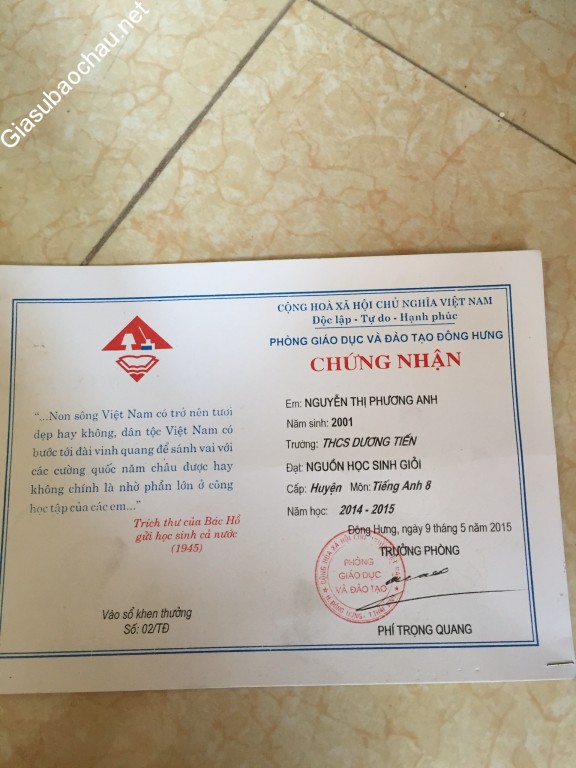 Giasubaochau.net
"...Non sông Việt Nam có trở nên tươi
đẹp hay không, dân tộc Việt Nam có
bước tới đài vinh quang để sánh vai với
các cường quốc năm châu được hay
không chính là nhờ phần lớn ở công
học tập của các em..."
Trích thư của Bác Hồ
gửi học sinh cả nước
(1945)
Vào sổ khen thưởng
Số: 02/TĐ
CỘNG HOÀ XÃ HỘI CHỦ NGHĨA VIỆT NAM
Độc lập - Tự do - Hạnh phúc
PHÒNG GIÁO DỤC VÀ ĐÀO TẠO ĐÔNG HƯNG
CHỨNG NHẬN
Em: NGUYỄN THỊ PHƯƠNG ANH
Năm sinh: 2001
Trường: THCS DƯƠNG TIẾN
Đạt: NGUỒN HỌC SINH GIỎI
Cấp: Huyện Môn: Tiếng Anh 8
Năm học: 2014 - 2015
Đông Hưng, ngày 9 tháng 5 năm 2015
TRƯỞNG PHÒNG
PHÒNG
GIÁO DỤC
VÀ ĐÀO TẠO
PHÍ TRỌNG QUANG